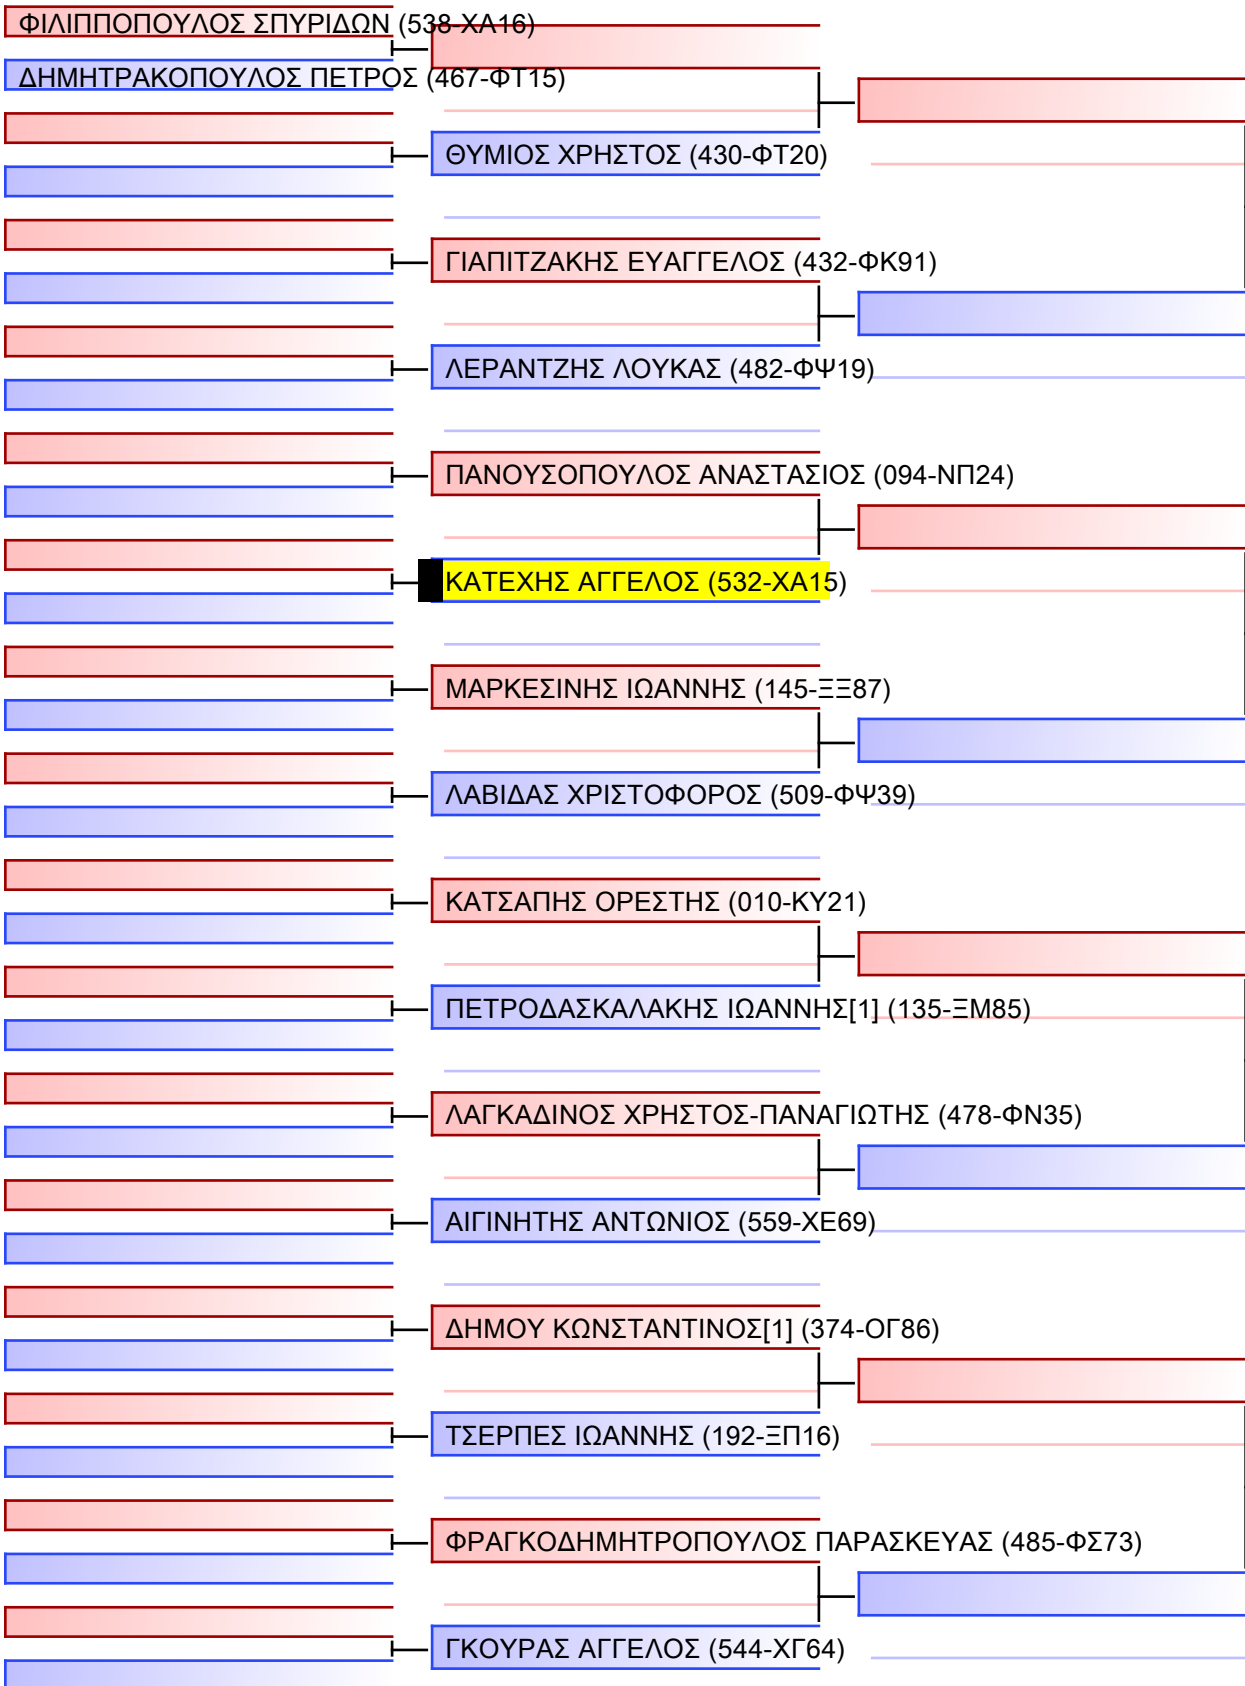 ΦΙΛΙΠΠΟΠΟΥΛΟΣ ΣΠΥΡΙΔΩΝ (538-ΧΑ16)
ΔΗΜΗΤΡΑΚΟΠΟΥΛΟΣ ΠΕΤΡΟΣ (467-ΦΤ15)
ΘΥΜΙΟΣ ΧΡΗΣΤΟΣ (430-ΦΤ20)
ΓΙΑΠΙΤΖΑΚΗΣ ΕΥΑΓΓΕΛΟΣ (432-ΦΚ91)
ΛΕΡΑΝΤΖΗΣ ΛΟΥΚΑΣ (482-ΦΨ19)
ΠΑΝΟΥΣΟΠΟΥΛΟΣ ΑΝΑΣΤΑΣΙΟΣ (094-ΝΠ24)
ΚΑΤΕΧΗΣ ΑΓΓΕΛΟΣ (532-ΧΑ15)
ΜΑΡΚΕΣΙΝΗΣ ΙΩΑΝΝΗΣ (145-ΞΞ87)
ΛΑΒΙΔΑΣ ΧΡΙΣΤΟΦΟΡΟΣ (509-ΦΨ39)
ΚΑΤΣΑΠΗΣ ΟΡΕΣΤΗΣ (010-ΚΥ21)
ΠΕΤΡΟΔΑΣΚΑΛΑΚΗΣ ΙΩΑΝΝΗΣ[1] (135-ΞΜ85)
ΛΑΓΚΑΔΙΝΟΣ ΧΡΗΣΤΟΣ-ΠΑΝΑΓΙΩΤΗΣ (478-ΦΝ35)
ΑΙΓΙΝΗΤΗΣ ΑΝΤΩΝΙΟΣ (559-ΧΕ69)
ΔΗΜΟΥ ΚΩΝΣΤΑΝΤΙΝΟΣ[1] (374-ΟΓ86)
ΤΣΕΡΠΕΣ ΙΩΑΝΝΗΣ (192-ΞΠ16)
ΦΡΑΓΚΟΔΗΜΗΤΡΟΠΟΥΛΟΣ ΠΑΡΑΣΚΕΥΑΣ (485-ΦΣ73)
ΓΚΟΥΡΑΣ ΑΓΓΕΛΟΣ (544-ΧΓ64)